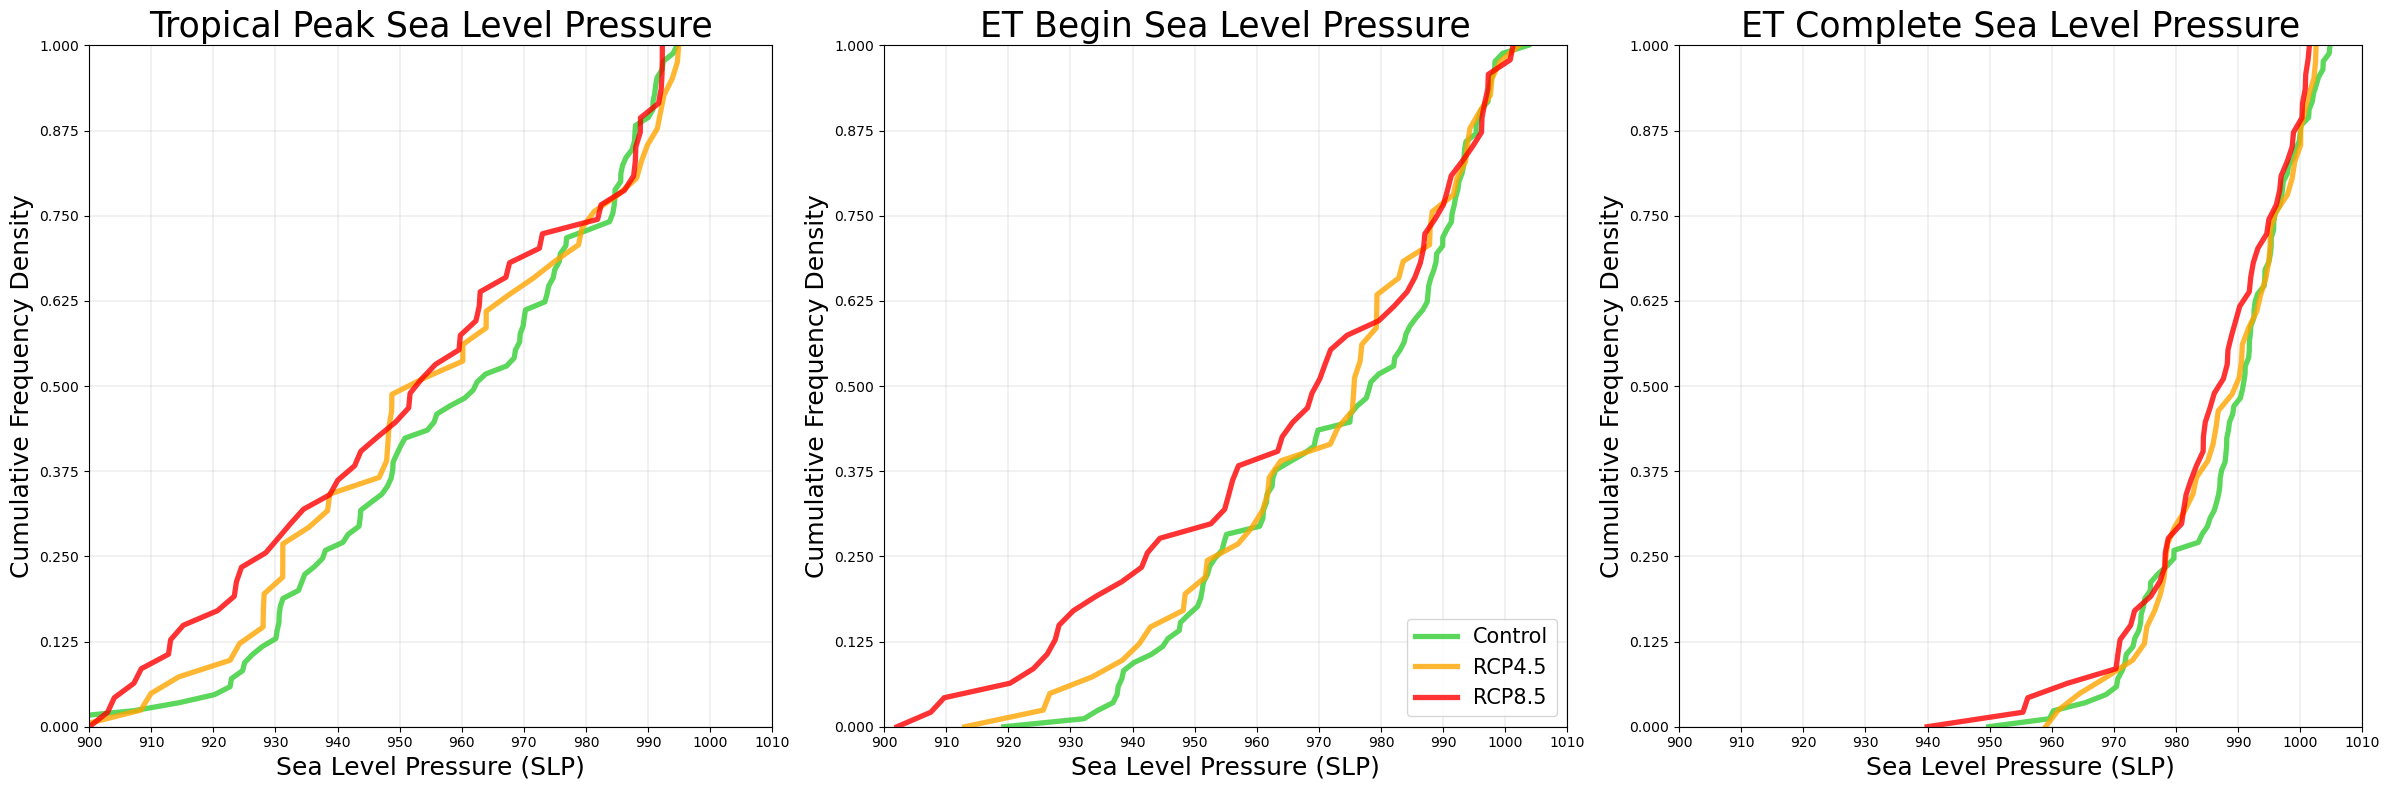 Tropical Peak Sea Level Pressure
Cumulative Frequency Density
1.000
0.875
0.750
0.625
0.500
0.375
0.250
0.125
0.000
900 910 920 930 940 950 960 970 980 990 1000 1010
Sea Level Pressure (SLP)
ET Begin Sea Level Pressure
Cumulative Frequency Density
1.000
0.875
0.750
0.625
0.500
0.375
0.250
0.125
0.000
Control
RCP4.5
RCP8.5
900 910 920 930 940 950 960 970 980 990 1000 1010
Sea Level Pressure (SLP)
ET Complete Sea Level Pressure
Cumulative Frequency Density
1.000
0.875
0.750
0.625
0.500
0.375
0.250
0.125
0.000
900 910 920 930 940 950 960 970 980 990 1000 1010
Sea Level Pressure (SLP)